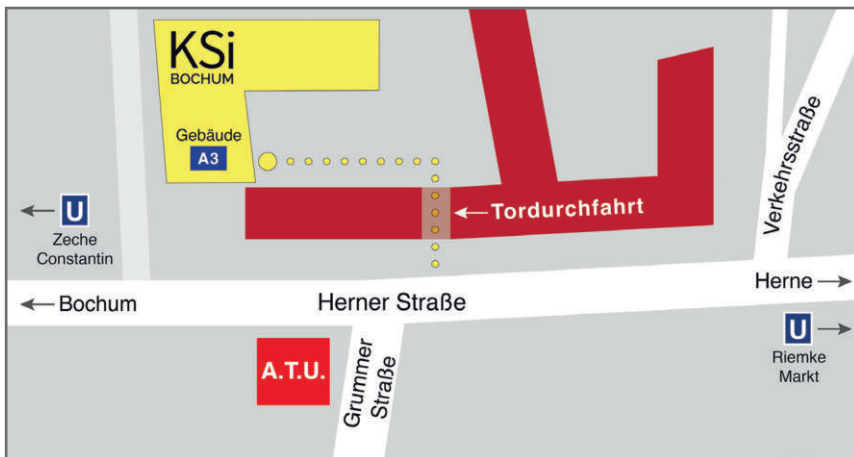 KSi
BOCHUM
Gebäude
A3
Verkehrsstraße
← Tordurchfahrt
← U
Zeche
Constantin
Herne →
← Bochum
Herner Straße
U →
Riemke
Markt
A.T.U.
Grummer
Straße